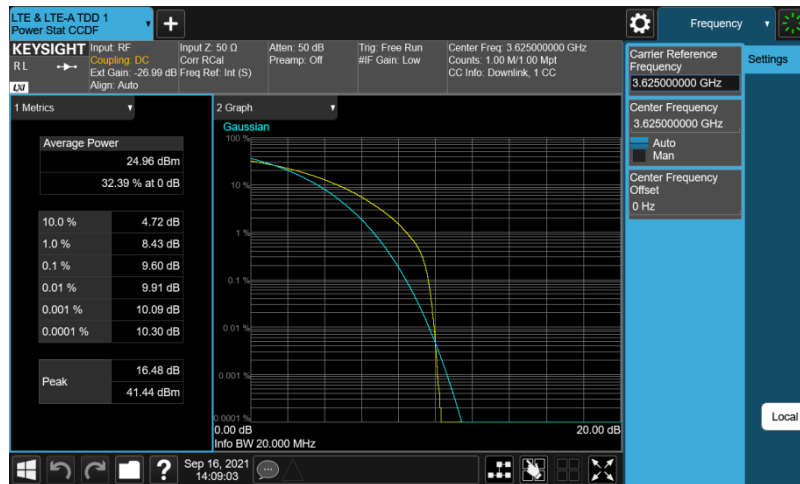 LTE & LTE-A TDD 1
Power Stat CCDF
Frequency
KEYSIGHT
R L
LXI
Input: RF
Coupling: DC
Ext Gain: -26.99 dB
Align: Auto
Input Z: 50 Ω
Corr RCal
Freq Ref: Int (S)
Atten: 50 dB
Preamp: Off
Trig: Free Run
#IF Gain: Low
Center Freq: 3.625000000 GHz
Counts: 1.00 M/1.00 Mpt
CC Info: Downlink, 1 CC
Carrier Reference
Frequency
3.625000000 GHz
Settings
Center Frequency
3.625000000 GHz
Auto
Man
Center Frequency
Offset
0 Hz
Local
1 Metrics
Average Power
24.96 dBm
32.39 % at 0 dB
10.0 % 4.72 dB
1.0 % 8.43 dB
0.1 % 9.60 dB
0.01 % 9.91 dB
0.001 % 10.09 dB
0.0001 % 10.30 dB
Peak
16.48 dB
41.44 dBm
2 Graph
Gaussian
100 %
10 %
1 %
0.1 %
0.01 %
0.001 %
0.0001 %
0.00 dB 20.00 dB
Info BW 20.000 MHz
?
Sep 16, 2021
14:09:03